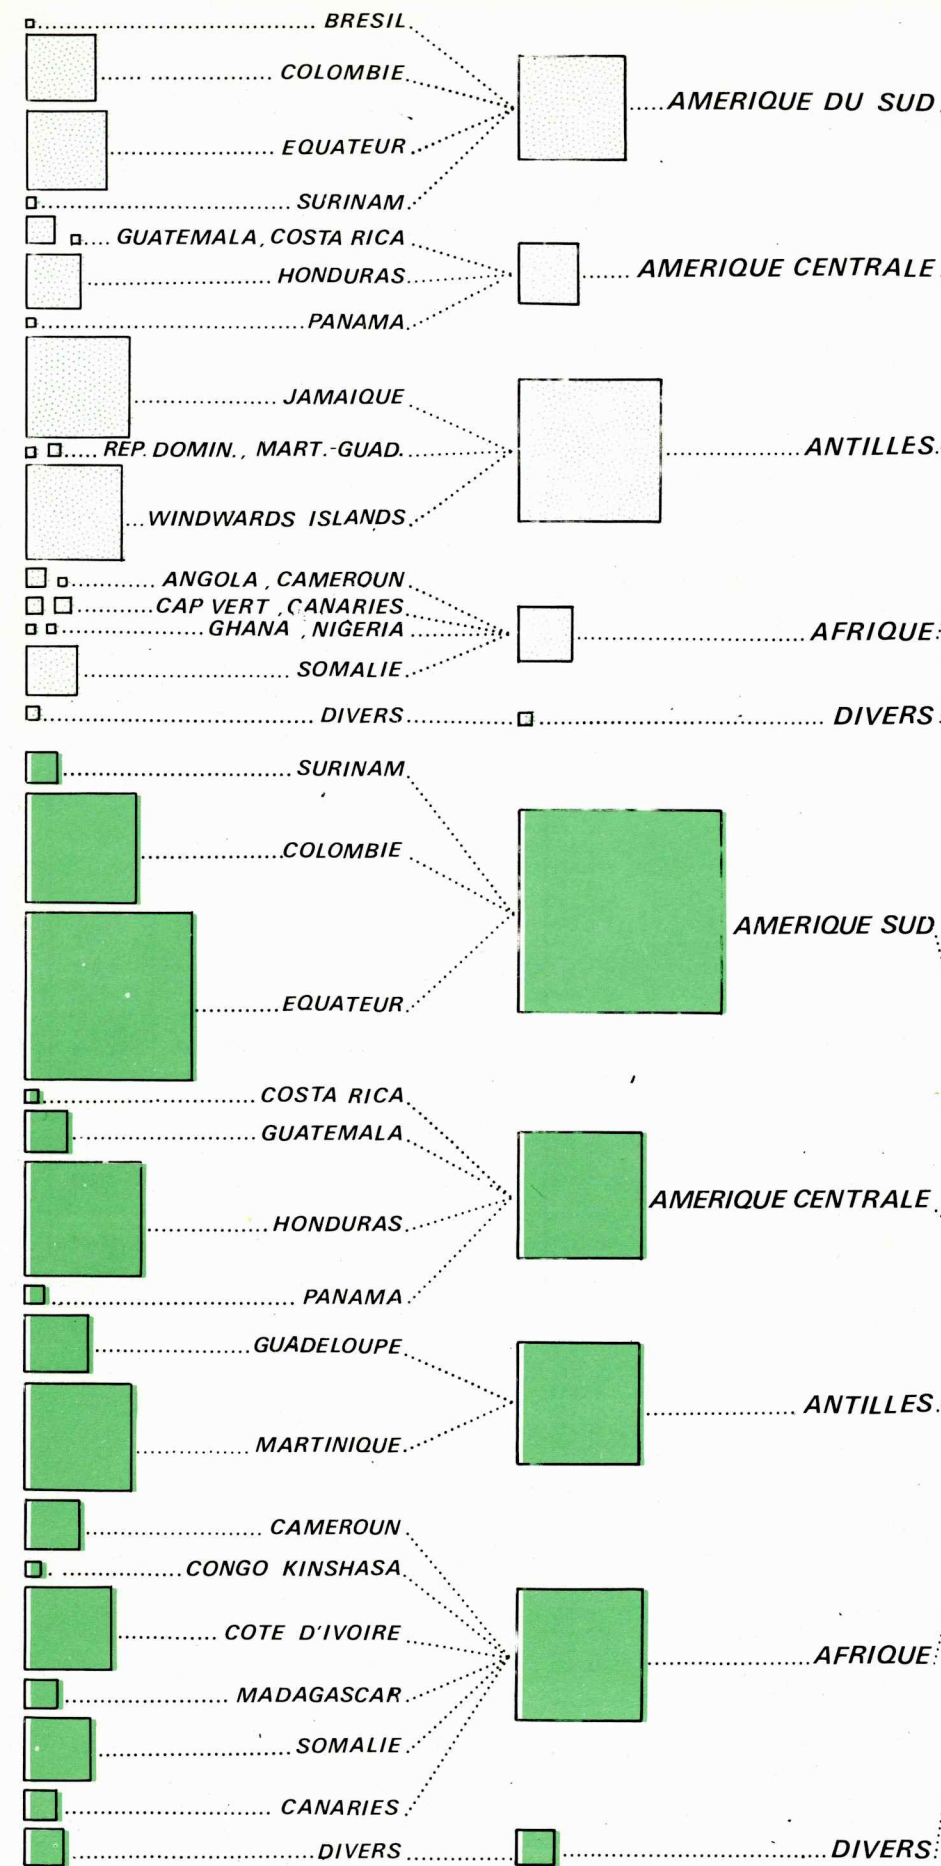 BRESIL
COLOMBIE
AMERIQUE DU SUD
EQUATEUR
SURINAM
GUATEMALA, COSTA RICA
HONDURAS
AMERIQUE CENTRALE
PANAMA
JAMAIQUE
REP. DOMIN., MART.-GUAD.
ANTILLES
WINDWARDS ISLANDS
ANGOLA, CAMEROUN
CAP VERT, CANARIES
GHANA, NIGERIA
AFRIQUE
SOMALIE
DIVERS
DIVERS
SURINAM
COLOMBIE
AMERIQUE SUD
EQUATEUR
COSTA RICA
GUATEMALA
AMERIQUE CENTRALE
HONDURAS
PANAMA
GUADELOUPE
ANTILLES
MARTINIQUE
CAMEROUN
CONGO KINSHASA
COTE D'IVOIRE
AFRIQUE
MADAGASCAR
SOMALIE
CANARIES
DIVERS
DIVERS